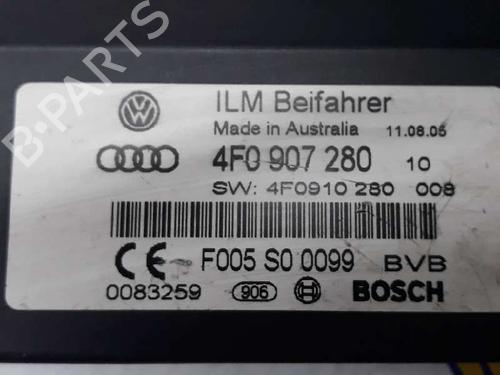 B-PARTS
ILM Beifahrer
Made in Australia 11.08.05
4F0 907 280 10
SW: 4F0910 280 008
F005 S0 0099 BVB
0083259 906 BOSCH